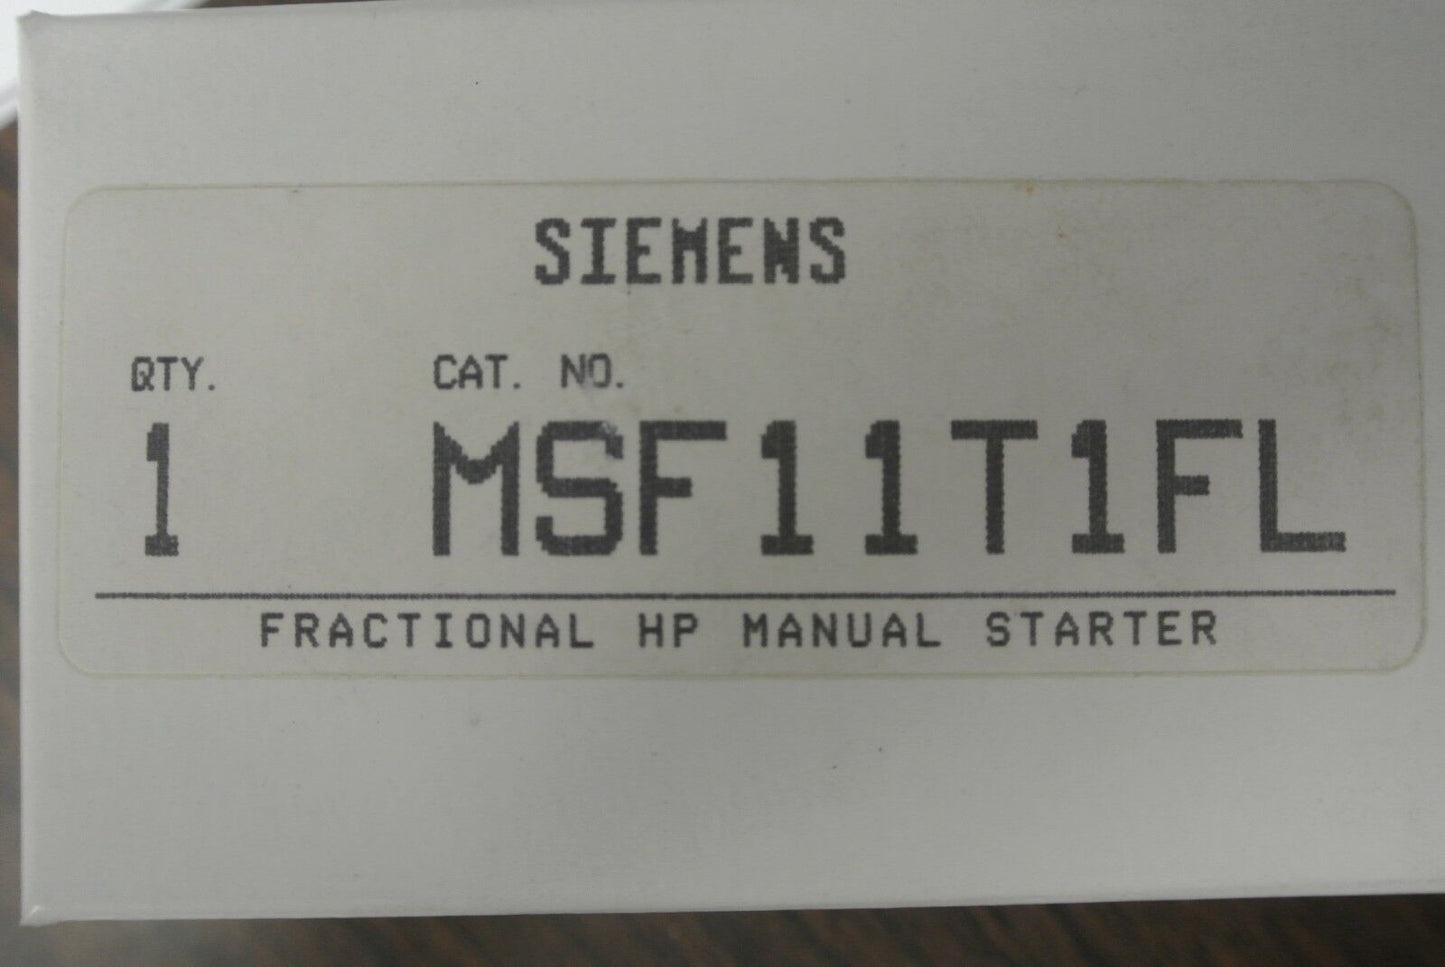 SIEMENS
QTY. CAT. NO.
1 MSF11T1FL
FRACTIONAL HP MANUAL STARTER